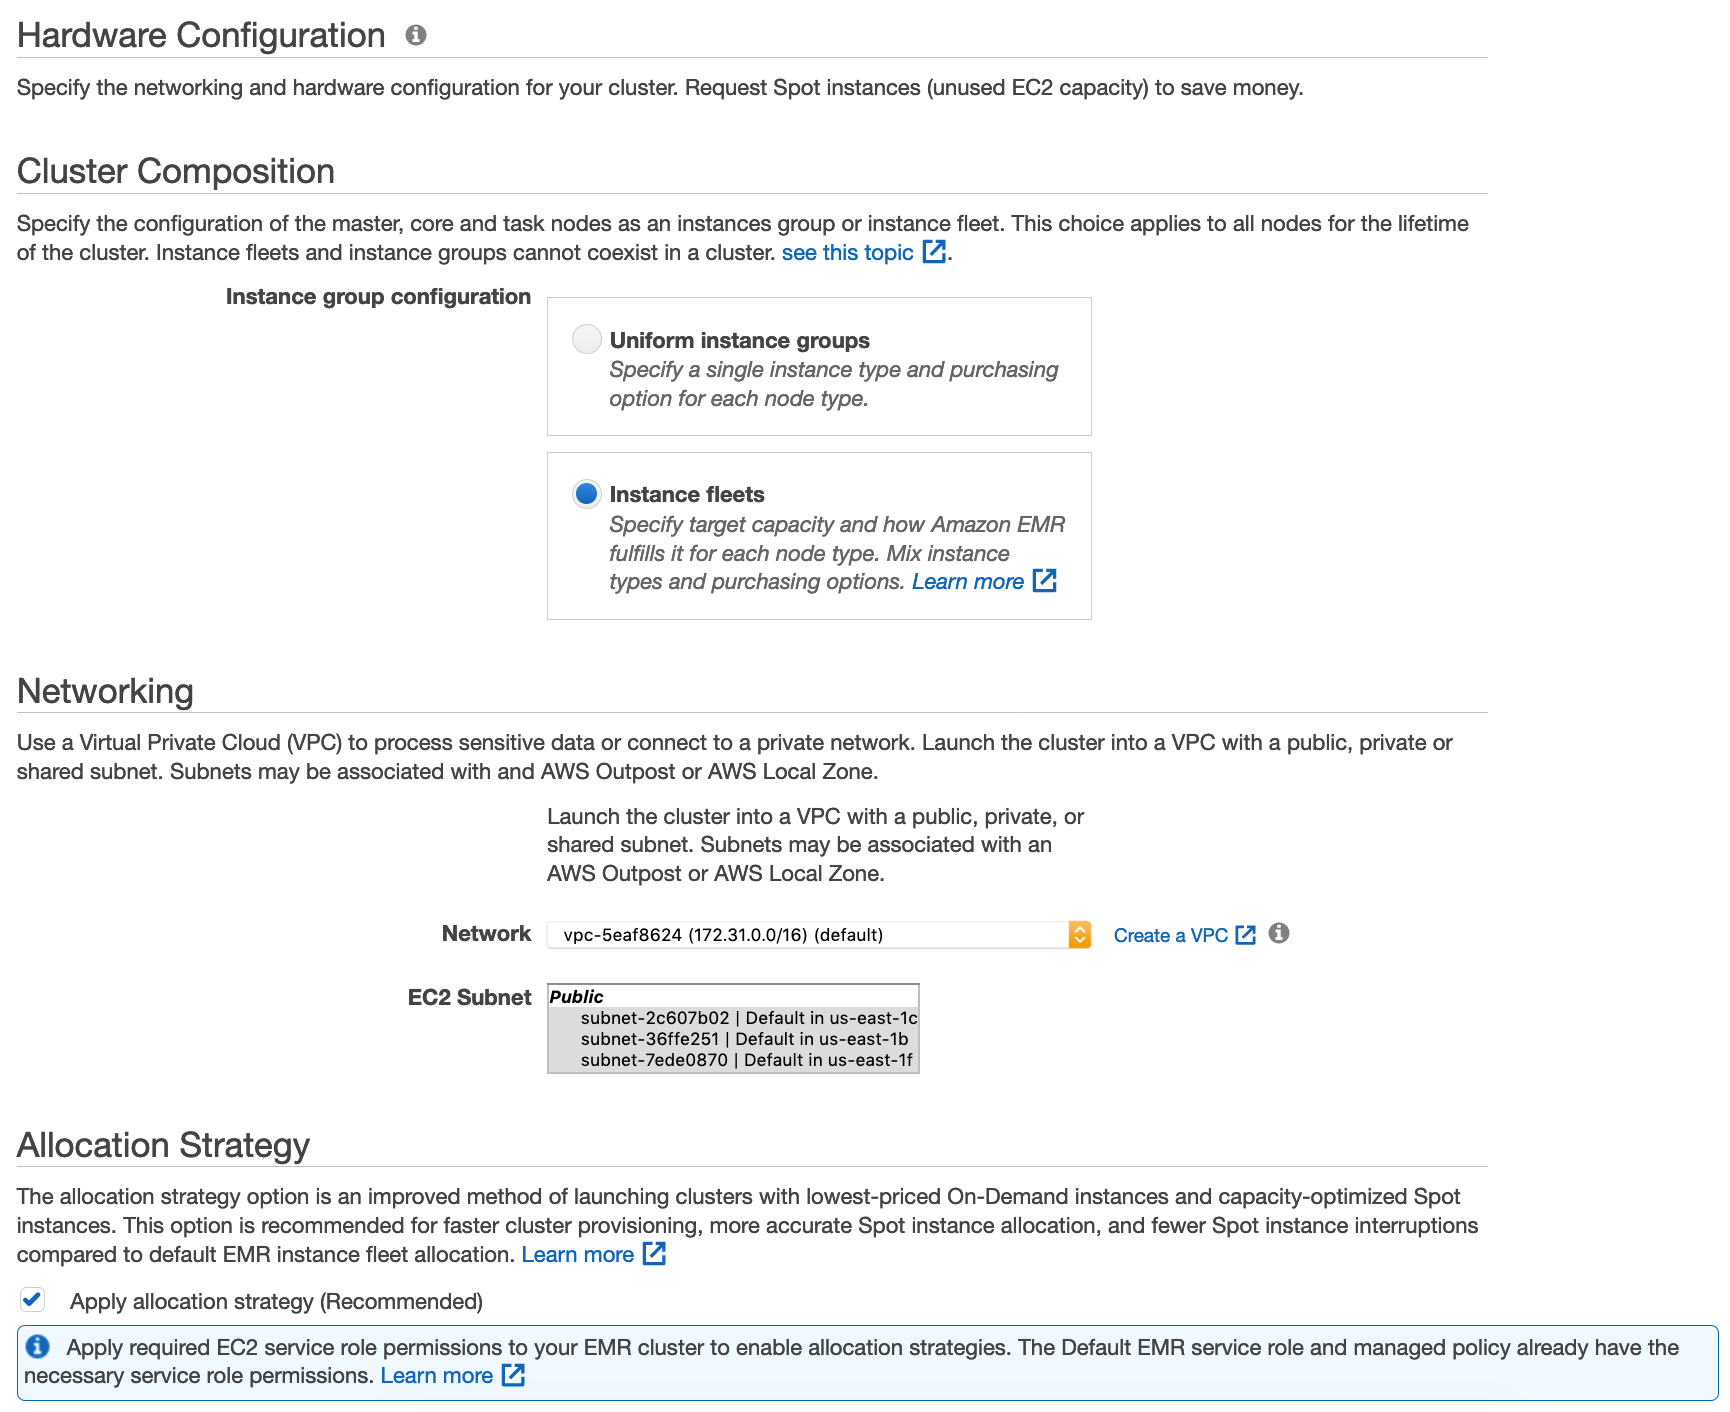 Hardware Configuration
Specify the networking and hardware configuration for your cluster. Request Spot instances (unused EC2 capacity) to save money.
Cluster Composition
Specify the configuration of the master, core and task nodes as an instances group or instance fleet. This choice applies to all nodes for the lifetime
of the cluster. Instance fleets and instance groups cannot coexist in a cluster. see this topic .
Instance group configuration
Uniform instance groups
Specify a single instance type and purchasing
option for each node type.
Instance fleets
Specify target capacity and how Amazon EMR
fulfills it for each node type. Mix instance
types and purchasing options. Learn more
Networking
Use a Virtual Private Cloud (VPC) to process sensitive data or connect to a private network. Launch the cluster into a VPC with a public, private or
shared subnet. Subnets may be associated with and AWS Outpost or AWS Local Zone.
Launch the cluster into a VPC with a public, private, or
shared subnet. Subnets may be associated with an
AWS Outpost or AWS Local Zone.
Network vpc-5eaf8624 (172.31.0.0/16) (default) Create a VPC
EC2 Subnet Public
subnet-2c607b02 | Default in us-east-1c
subnet-36ffe251 | Default in us-east-1b
subnet-7ede0870 | Default in us-east-1f
Allocation Strategy
The allocation strategy option is an improved method of launching clusters with lowest-priced On-Demand instances and capacity-optimized Spot
instances. This option is recommended for faster cluster provisioning, more accurate Spot instance allocation, and fewer Spot instance interruptions
compared to default EMR instance fleet allocation. Learn more
Apply allocation strategy (Recommended)
Apply required EC2 service role permissions to your EMR cluster to enable allocation strategies. The Default EMR service role and managed policy already have the
necessary service role permissions. Learn more